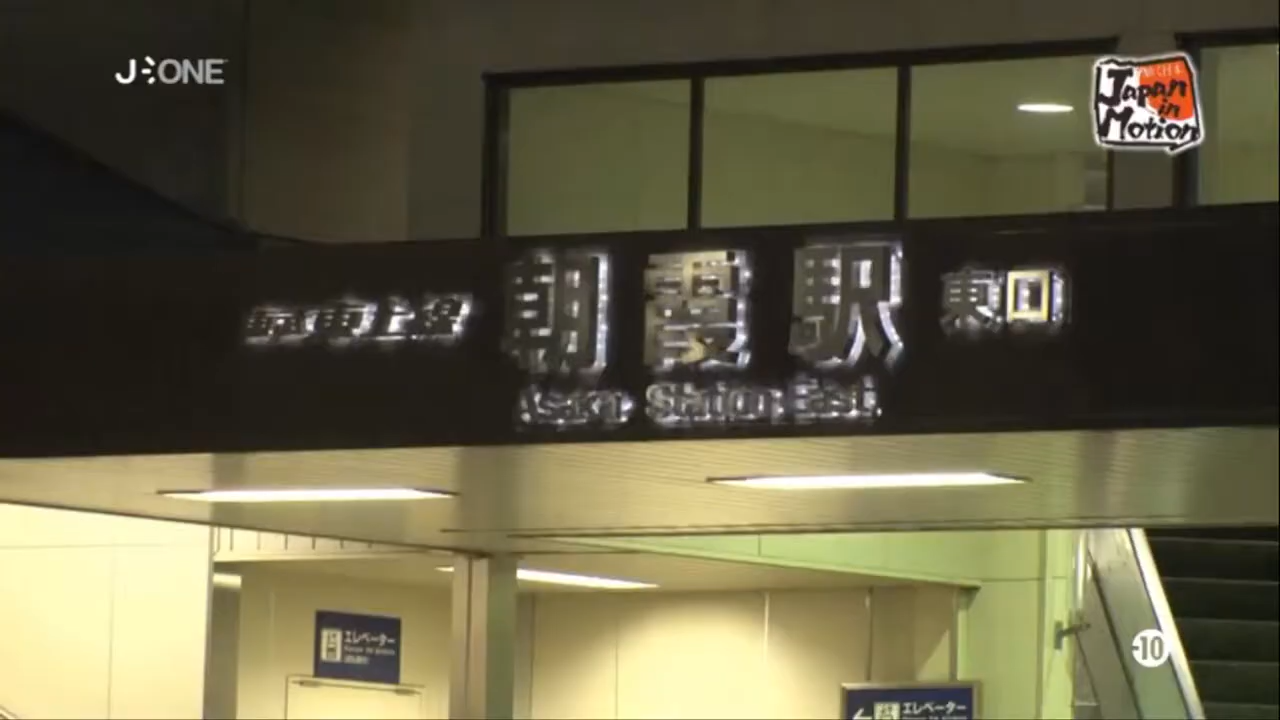 J:ONE
Japan
in
Motion
東武東上線 朝霞駅 東口
Asaka Station East.
エレベーター
-10
エレベーター